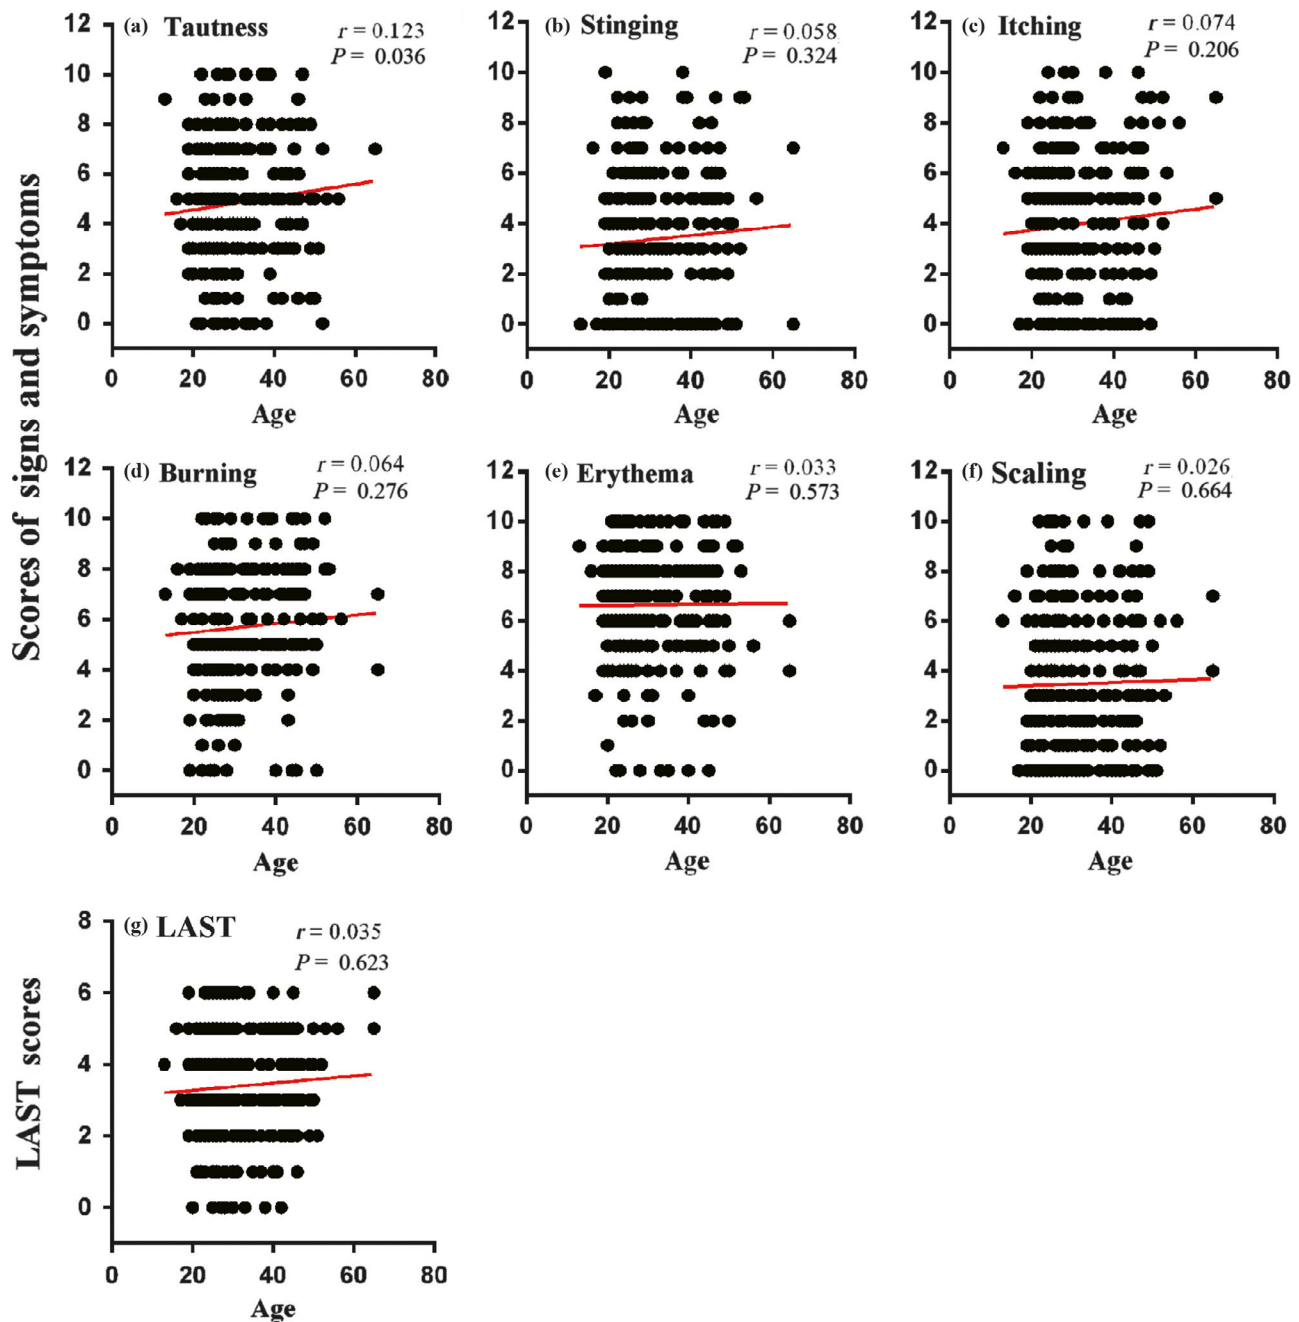 Scores of signs and symptoms
(a) Tautness
r = 0.123
P = 0.036
12
10
8
6
4
2
0
0 20 40 60 80
Age
(b) Stinging
r = 0.058
P = 0.324
12
10
8
6
4
2
0
0 20 40 60 80
Age
(c) Itching
r = 0.074
P = 0.206
12
10
8
6
4
2
0
0 20 40 60 80
Age
(d) Burning
r = 0.064
P = 0.276
12
10
8
6
4
2
0
0 20 40 60 80
Age
(e) Erythema
r = 0.033
P = 0.573
12
10
8
6
4
2
0
0 20 40 60 80
Age
(f) Scaling
r = 0.026
P = 0.664
12
10
8
6
4
2
0
0 20 40 60 80
Age
LAST scores
(g) LAST
r = 0.035
P = 0.623
8
6
4
2
0
0 20 40 60 80
Age